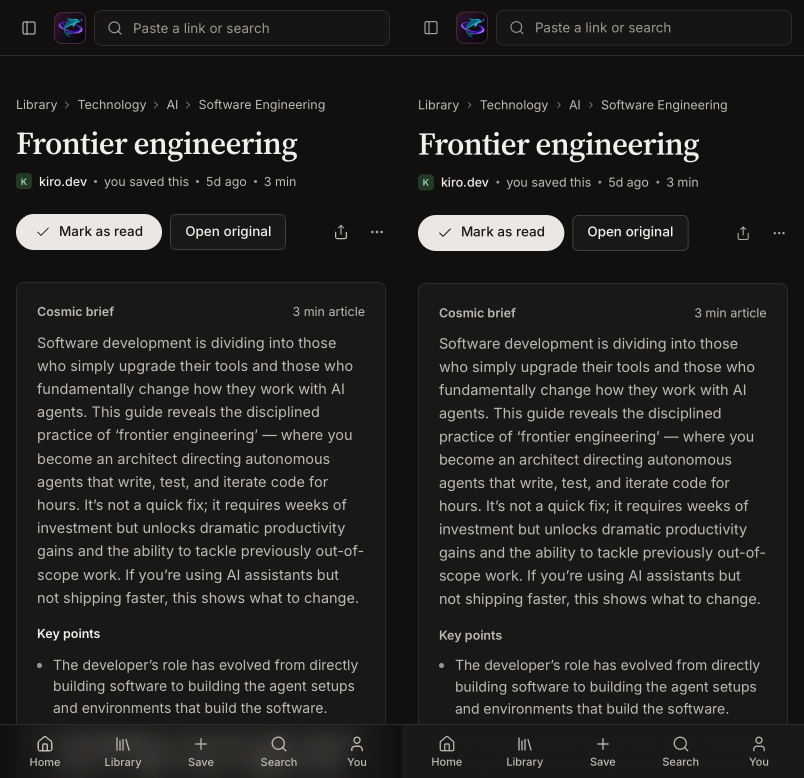 Paste a link or search
Library > Technology > AI > Software Engineering
Frontier engineering
K kiro.dev • you saved this • 5d ago • 3 min
Mark as read Open original
Cosmic brief 3 min article
Software development is dividing into those
who simply upgrade their tools and those who
fundamentally change how they work with AI
agents. This guide reveals the disciplined
practice of ‘frontier engineering’ — where you
become an architect directing autonomous
agents that write, test, and iterate code for
hours. It’s not a quick fix; it requires weeks of
investment but unlocks dramatic productivity
gains and the ability to tackle previously out-of-
scope work. If you’re using AI assistants but
not shipping faster, this shows what to change.
Key points
• The developer’s role has evolved from directly
building software to building the agent setups
and environments that build the software.
Home Library Save Search You
Paste a link or search
Library > Technology > AI > Software Engineering
Frontier engineering
K kiro.dev • you saved this • 5d ago • 3 min
Mark as read Open original
Cosmic brief 3 min article
Software development is dividing into those
who simply upgrade their tools and those who
fundamentally change how they work with AI
agents. This guide reveals the disciplined
practice of ‘frontier engineering’ — where you
become an architect directing autonomous
agents that write, test, and iterate code for
hours. It’s not a quick fix; it requires weeks of
investment but unlocks dramatic productivity
gains and the ability to tackle previously out-of-
scope work. If you’re using AI assistants but
not shipping faster, this shows what to change.
Key points
• The developer’s role has evolved from directly
building software to building the agent setups
and environments that build the software.
Home Library Save Search You